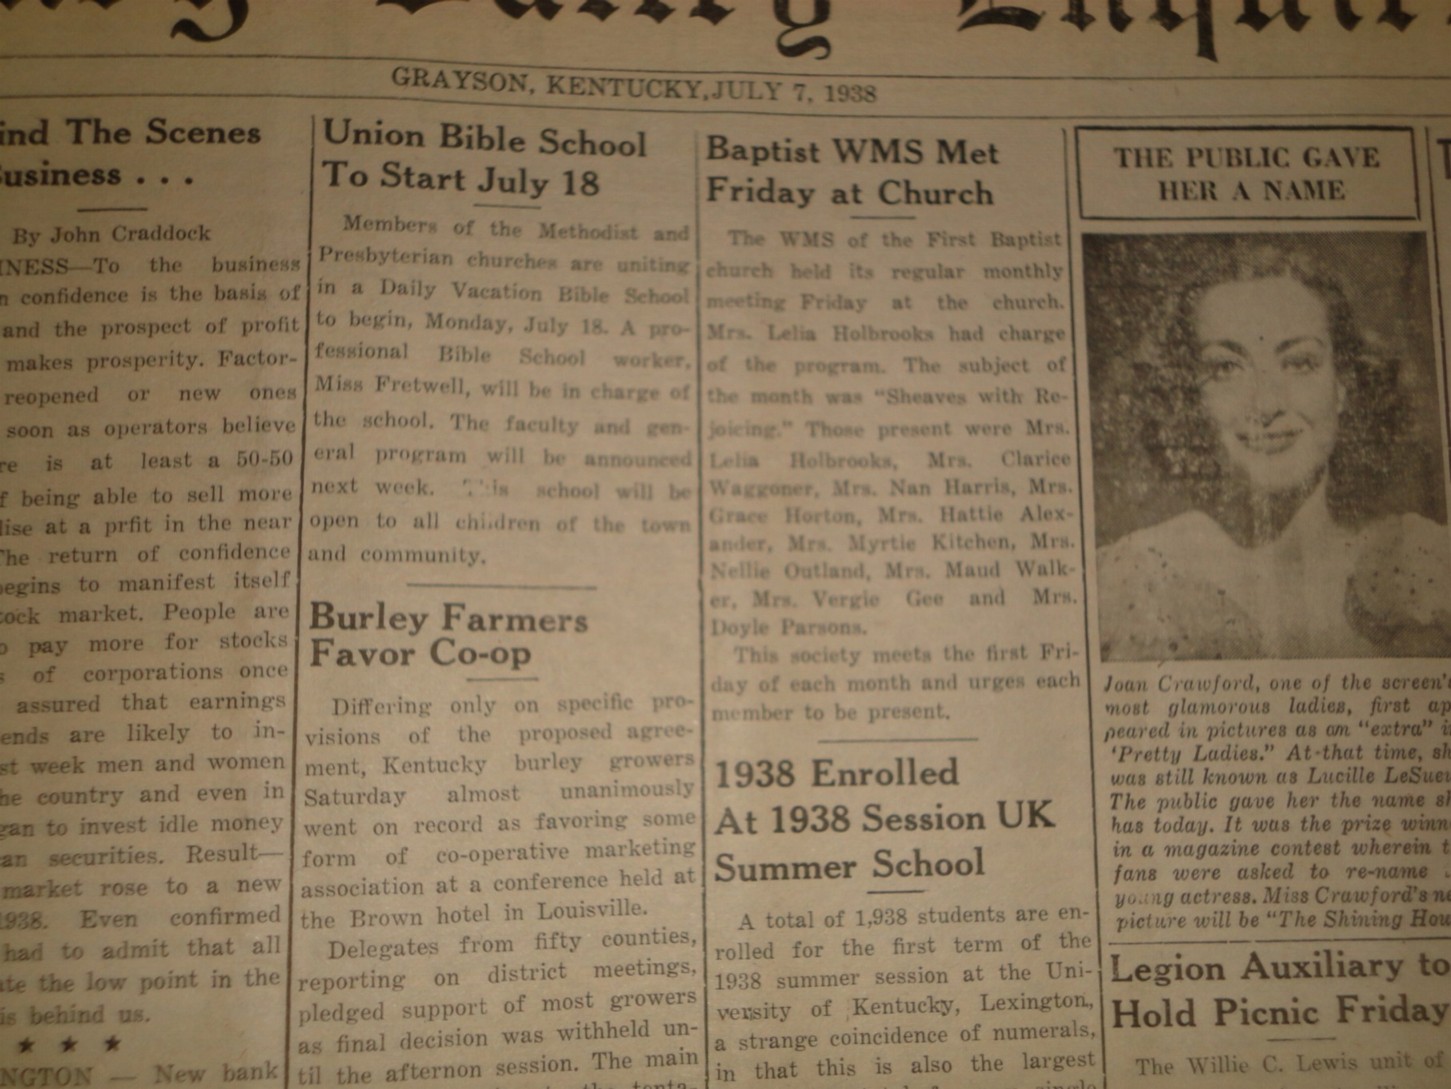 GRAYSON, KENTUCKY, JULY 7, 1938
The Scenes
. . .
By John Craddock
To the business
confidence is the basis of
and the prospect of profit
makes prosperity. Factor-
reopened or new ones
soon as operators believe
is at least a 50-50
being able to sell more
at a prfit in the near
The return of confidence
begins to manifest itself
market. People are
pay more for stocks
of corporations once
assured that earnings
are likely to in-
week men and women
country and even in
to invest idle money
securities. Result—
market rose to a new
1938. Even confirmed
had to admit that all
the low point in the
is behind us.
★ ★ ★
— New bank
Union Bible School
To Start July 18
Members of the Methodist and
Presbyterian churches are uniting
in a Daily Vacation Bible School
to begin, Monday, July 18. A pro-
fessional Bible School worker,
Miss Fretwell, will be in charge of
the school. The faculty and gen-
eral program will be announced
next week. This school will be
open to all children of the town
and community.
Burley Farmers
Favor Co-op
Differing only on specific pro-
visions of the proposed agree-
ment, Kentucky burley growers
Saturday almost unanimously
went on record as favoring some
form of co-operative marketing
association at a conference held at
the Brown hotel in Louisville.
Delegates from fifty counties,
reporting on district meetings,
pledged support of most growers
as final decision was withheld un-
til the afternoon session. The main
Baptist WMS Met
Friday at Church
The WMS of the First Baptist
church held its regular monthly
meeting Friday at the church.
Mrs. Lelia Holbrooks had charge
of the program. The subject of
the month was "Sheaves with Re-
joicing." Those present were Mrs.
Lelia Holbrooks, Mrs. Clarice
Waggoner, Mrs. Nan Harris, Mrs.
Grace Horton, Mrs. Hattie Alex-
ander, Mrs. Myrtie Kitchen, Mrs.
Nellie Outland, Mrs. Maud Walk-
er, Mrs. Vergie Gee and Mrs.
Doyle Parsons.
This society meets the first Fri-
day of each month and urges each
member to be present.
1938 Enrolled
At 1938 Session UK
Summer School
A total of 1,938 students are en-
rolled for the first term of the
1938 summer session at the Uni-
versity of Kentucky, Lexington,
a strange coincidence of numerals,
in that this is also the largest
THE PUBLIC GAVE
HER A NAME
Joan Crawford, one of the screen's
most glamorous ladies, first ap
peared in pictures as an "extra" in
'Pretty Ladies." At-that time, sh
was still known as Lucille LeSueu
The public gave her the name sh
has today. It was the prize winn
in a magazine contest wherein t
fans were asked to re-name
young actress. Miss Crawford's ne
picture will be "The Shining Hou
Legion Auxiliary to
Hold Picnic Friday
The Willie C. Lewis unit of